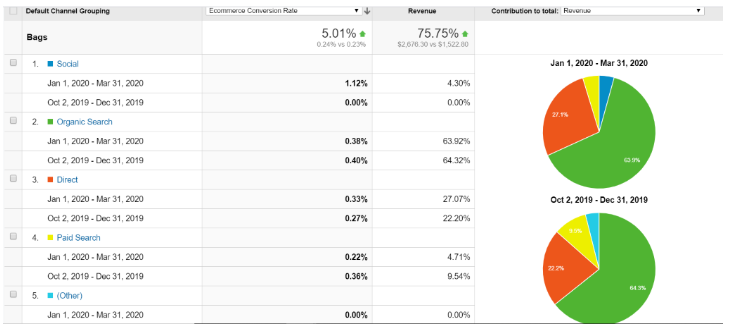 Default Channel Grouping Ecommerce Conversion Rate Revenue Contribution to total: Revenue
Bags 5.01% 75.75%
0.24% vs 0.23% $2,676.30 vs $1,522.80
1. Social
Jan 1, 2020 - Mar 31, 2020 1.12% 4.30%
Oct 2, 2019 - Dec 31, 2019 0.00% 0.00%
2. Organic Search
Jan 1, 2020 - Mar 31, 2020 0.38% 63.92%
Oct 2, 2019 - Dec 31, 2019 0.40% 64.32%
3. Direct
Jan 1, 2020 - Mar 31, 2020 0.33% 27.07%
Oct 2, 2019 - Dec 31, 2019 0.27% 22.20%
4. Paid Search
Jan 1, 2020 - Mar 31, 2020 0.22% 4.71%
Oct 2, 2019 - Dec 31, 2019 0.36% 9.54%
5. (Other)
Jan 1, 2020 - Mar 31, 2020 0.00% 0.00%
Jan 1, 2020 - Mar 31, 2020
27.1%
63.9%
Oct 2, 2019 - Dec 31, 2019
22.2%
64.3%